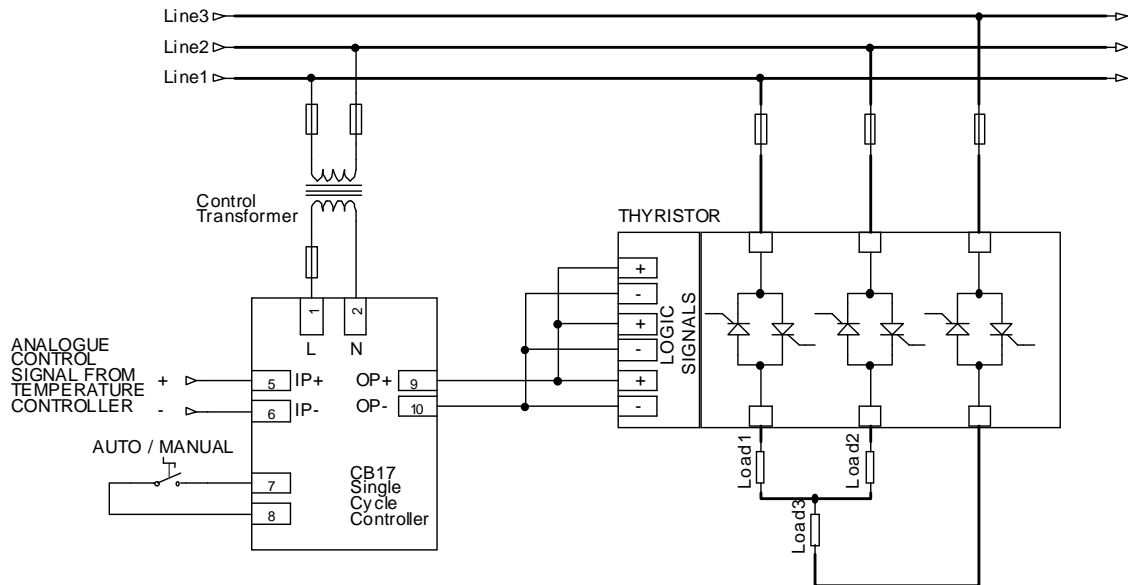 Line3
Line2
Line1
Control
Transformer
THYRISTOR
LOGIC
SIGNALS
+
-
+
-
+
-
1
2
L
N
ANALOGUE
CONTROL
SIGNAL FROM
TEMPERATURE
CONTROLLER
+
-
5
IP+
OP+
9
6
IP-
OP-
10
AUTO / MANUAL
7
8
CB17
Single
Cycle
Controller
Load1
Load2
Load3